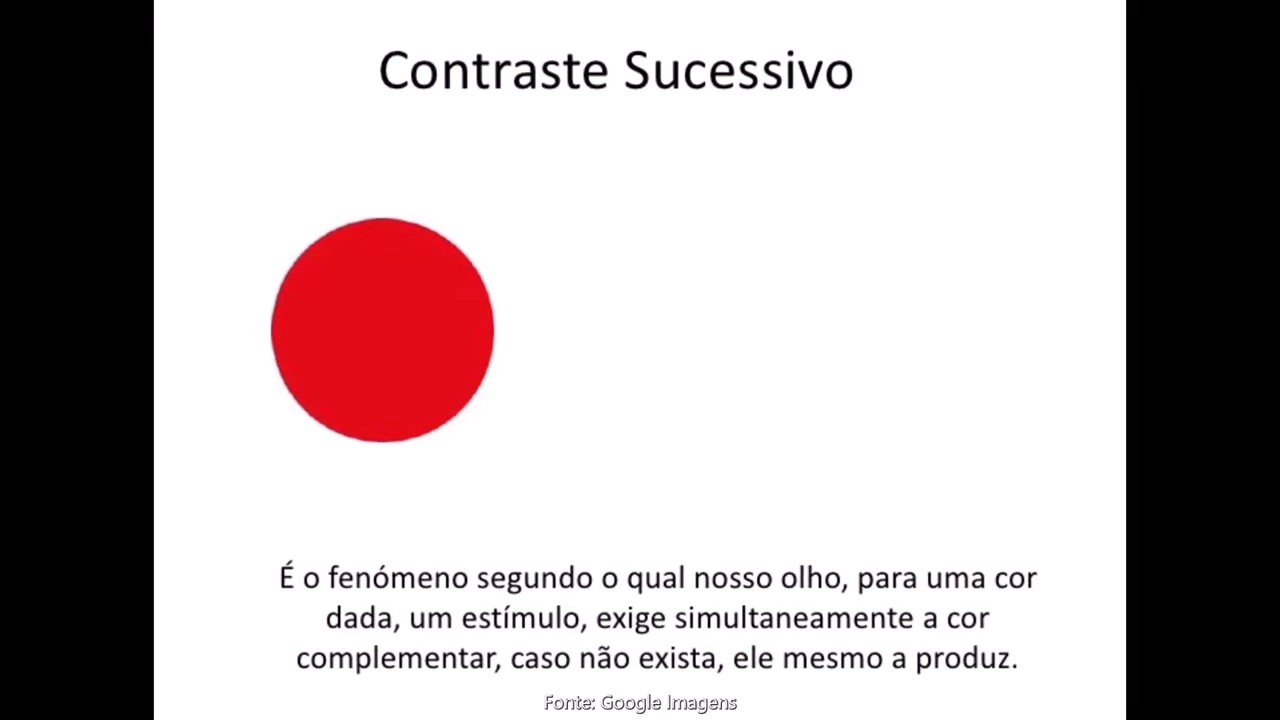 Contraste Sucessivo
É o fenómeno segundo o qual nosso olho, para uma cor
dada, um estímulo, exige simultaneamente a cor
complementar, caso não exista, ele mesmo a produz.
Fonte: Google Imagens